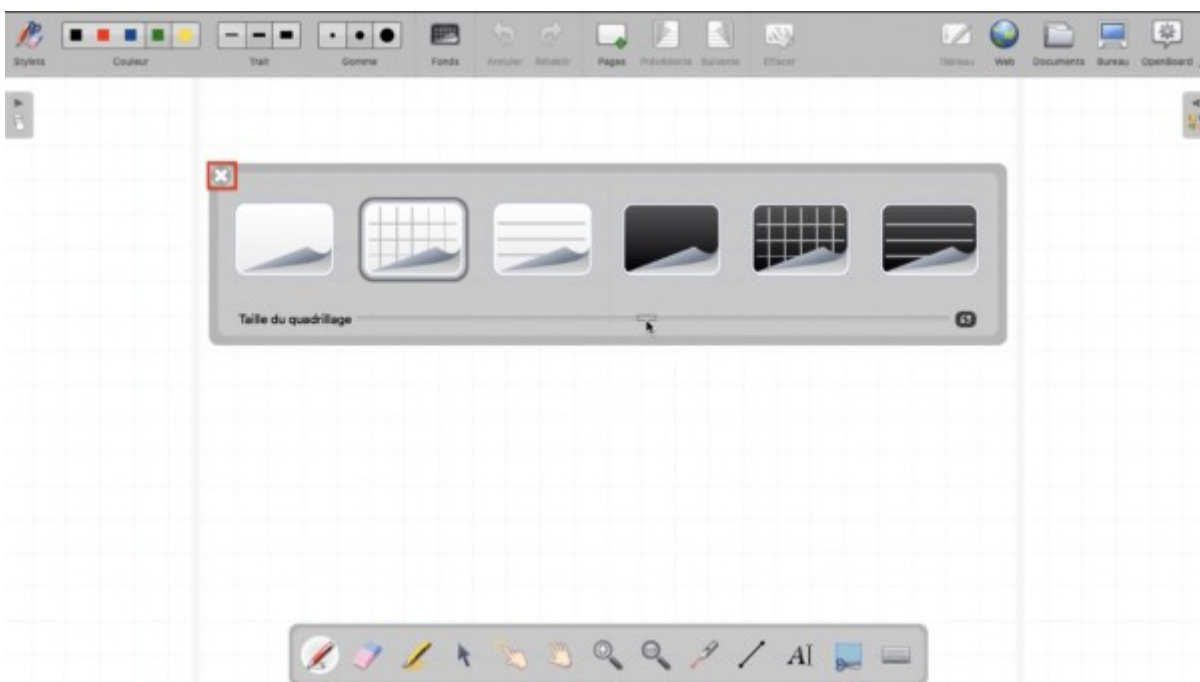 Stylets Couleur Trait Gomme Fonds Annuler Rétablir Pages Précédente Suivante Effacer Tableau Web Documents Bureau OpenBoard
Taille du quadrillage
AI